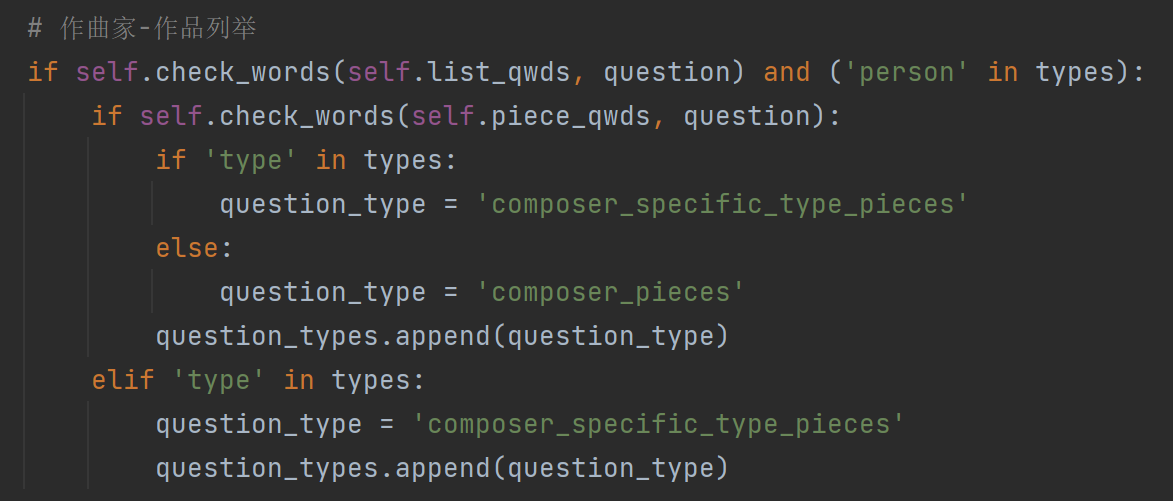 # 作曲家-作品列举
if self.check_words(self.list_qwds, question) and ('person' in types):
    if self.check_words(self.piece_qwds, question):
        if 'type' in types:
            question_type = 'composer_specific_type_pieces'
        else:
            question_type = 'composer_pieces'
        question_types.append(question_type)
    elif 'type' in types:
        question_type = 'composer_specific_type_pieces'
        question_types.append(question_type)